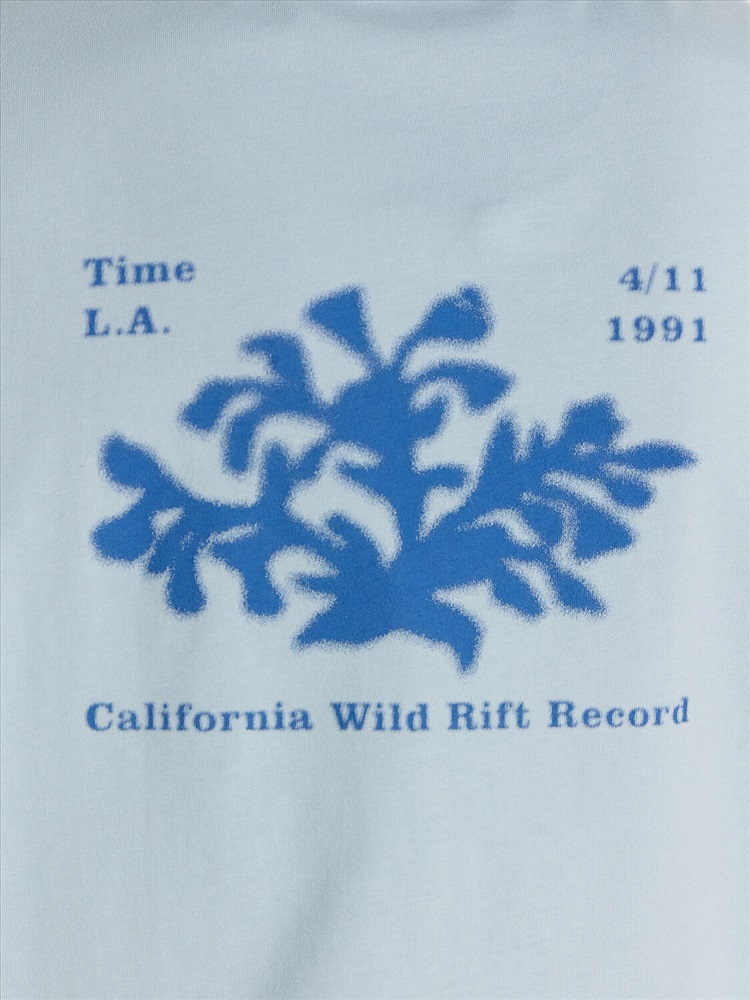 Time
L.A.
4/11
1991
California Wild Rift Record